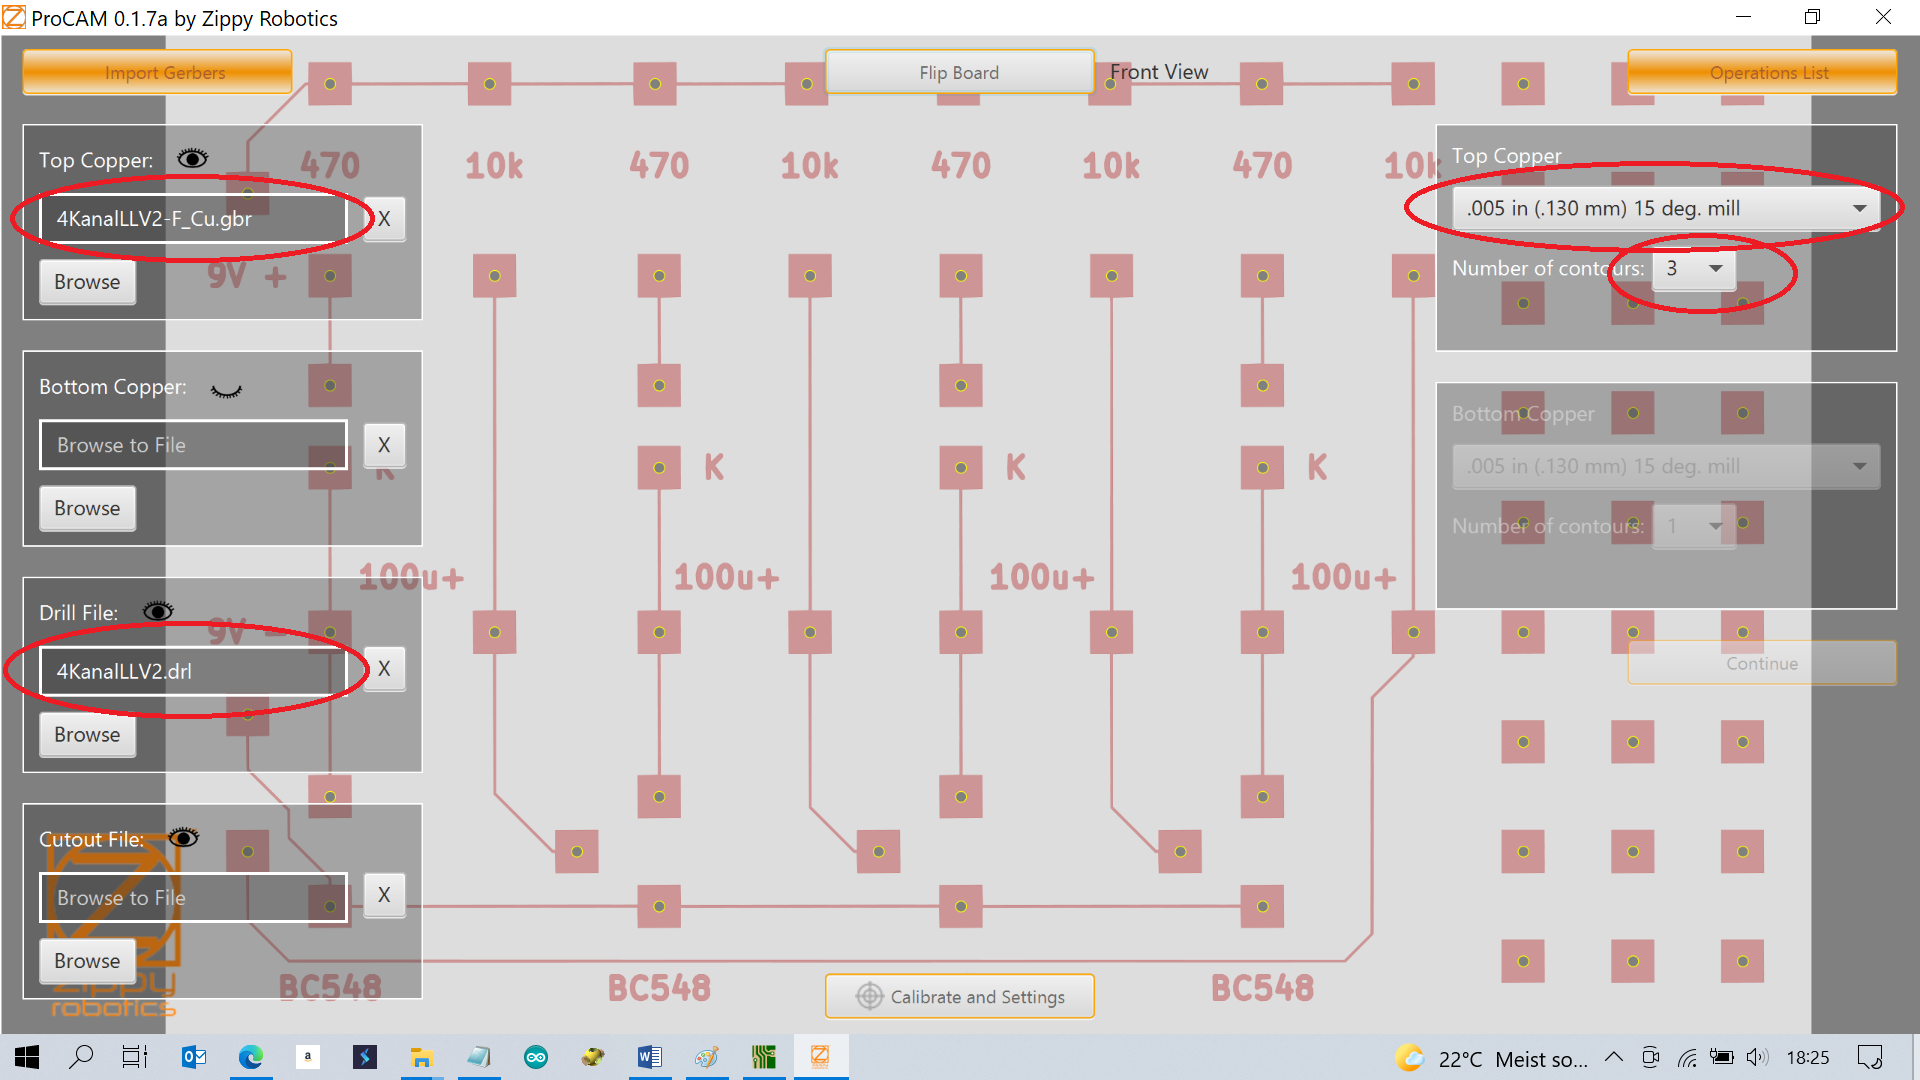 ProCAM 0.1.7a by Zippy Robotics
Import Gerbers
Flip Board
Front View
Operations List
Top Copper:
4KanalLLV2-F_Cu.gbr
X
Browse
Bottom Copper:
Browse to File
X
Browse
Drill File:
4KanalLLV2.drl
X
Browse
Cutout File:
Browse to File
X
Browse
zippy
robotics
470 10k 470 10k 470 10k 470 10k
9V +
K K K K
100u+ 100u+ 100u+ 100u+
9V -
BC548 BC548 BC548
Top Copper
.005 in (.130 mm) 15 deg. mill
Number of contours: 3
Bottom Copper
.005 in (.130 mm) 15 deg. mill
Number of contours: 1
Continue
Calibrate and Settings
22°C Meist so... 18:25